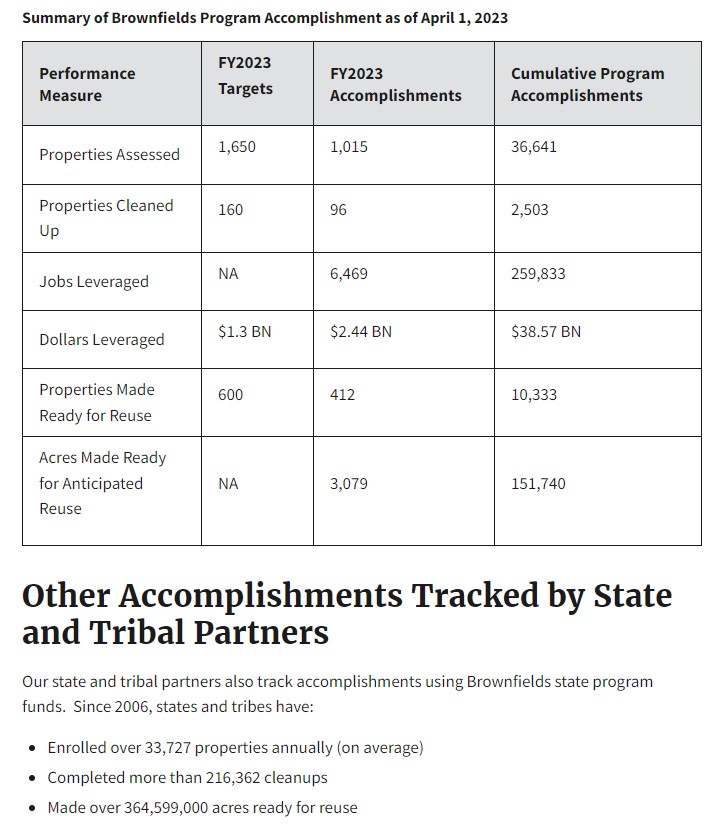 Summary of Brownfields Program Accomplishment as of April 1, 2023
Performance Measure FY2023 Targets FY2023 Accomplishments Cumulative Program Accomplishments
Properties Assessed 1,650 1,015 36,641
Properties Cleaned Up 160 96 2,503
Jobs Leveraged NA 6,469 259,833
Dollars Leveraged $1.3 BN $2.44 BN $38.57 BN
Properties Made Ready for Reuse 600 412 10,333
Acres Made Ready for Anticipated Reuse NA 3,079 151,740
Other Accomplishments Tracked by State
and Tribal Partners
Our state and tribal partners also track accomplishments using Brownfields state program
funds. Since 2006, states and tribes have:
• Enrolled over 33,727 properties annually (on average)
• Completed more than 216,362 cleanups
• Made over 364,599,000 acres ready for reuse